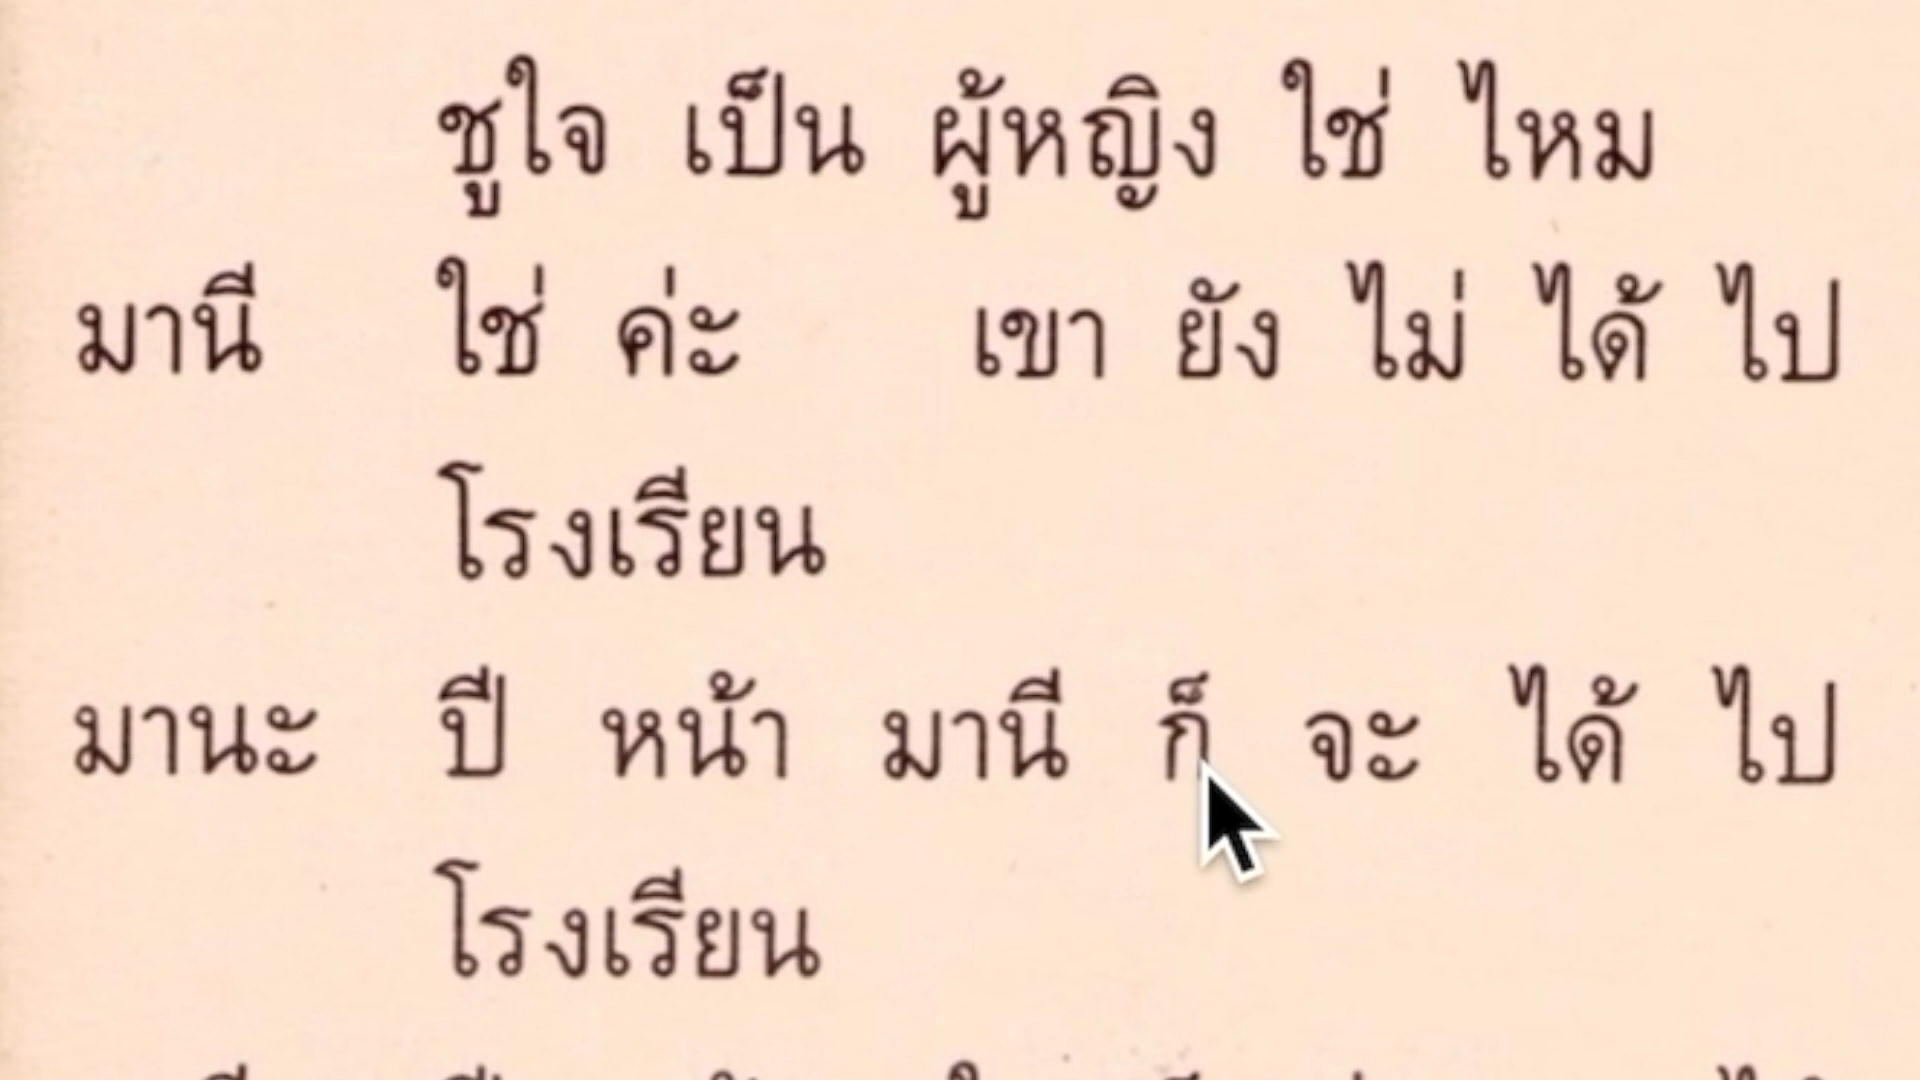 ชูใจ เป็น ผู้หญิง ใช่ ไหม
มานี ใช่ ค่ะ เขา ยัง ไม่ ได้ ไป
โรงเรียน
มานะ ปี หน้า มานี ก็ จะ ได้ ไป
โรงเรียน